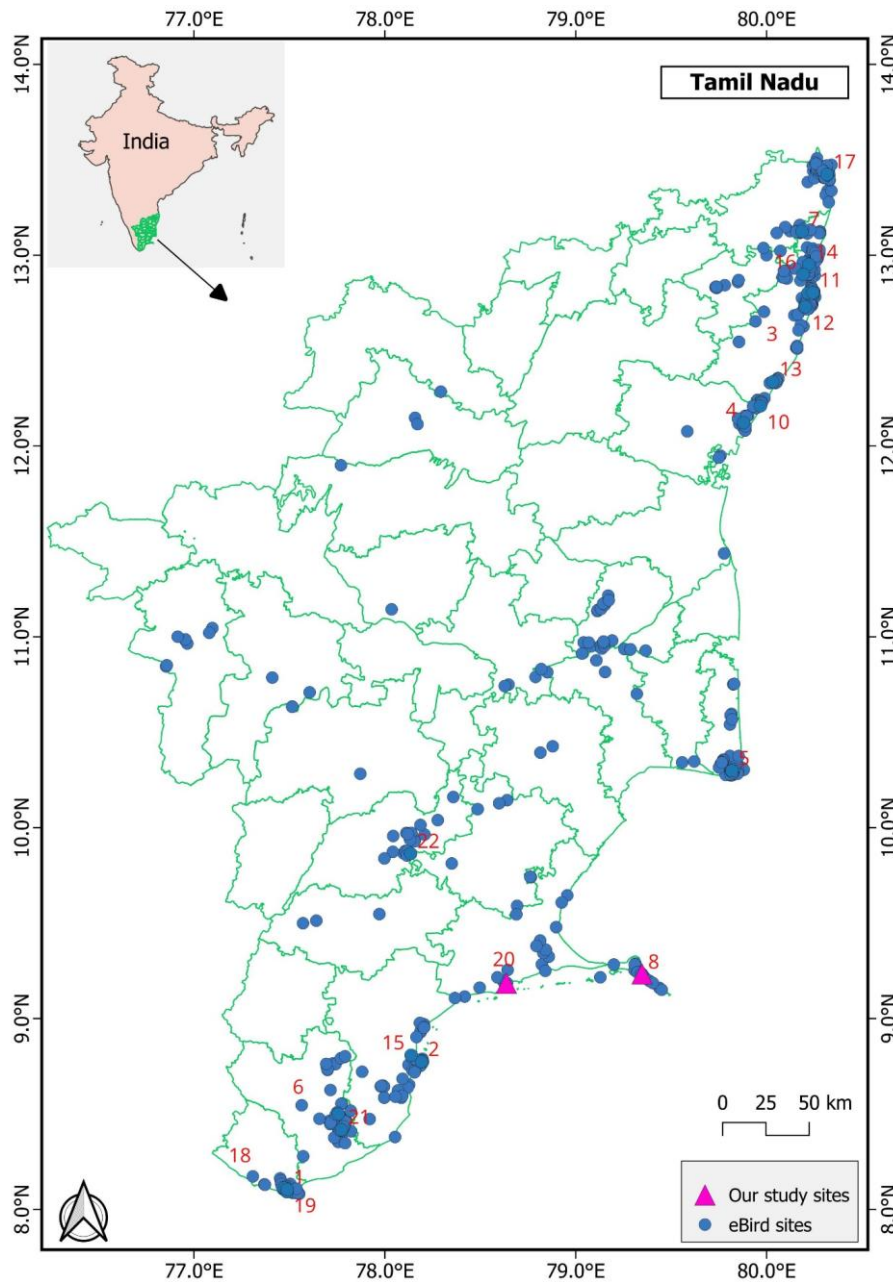 77.0°E 78.0°E 79.0°E 80.0°E
14.0°N 14.0°N
Tamil Nadu
India
17
7
13.0°N 14 13.0°N
16
11
12
3
13
4 10
12.0°N 12.0°N
11.0°N 11.0°N
5
10.0°N 10.0°N
22
20 8
9.0°N 9.0°N
15 2
6
21
0 25 50 km
18
1
19
8.0°N 8.0°N
Our study sites
eBird sites
77.0°E 78.0°E 79.0°E 80.0°E